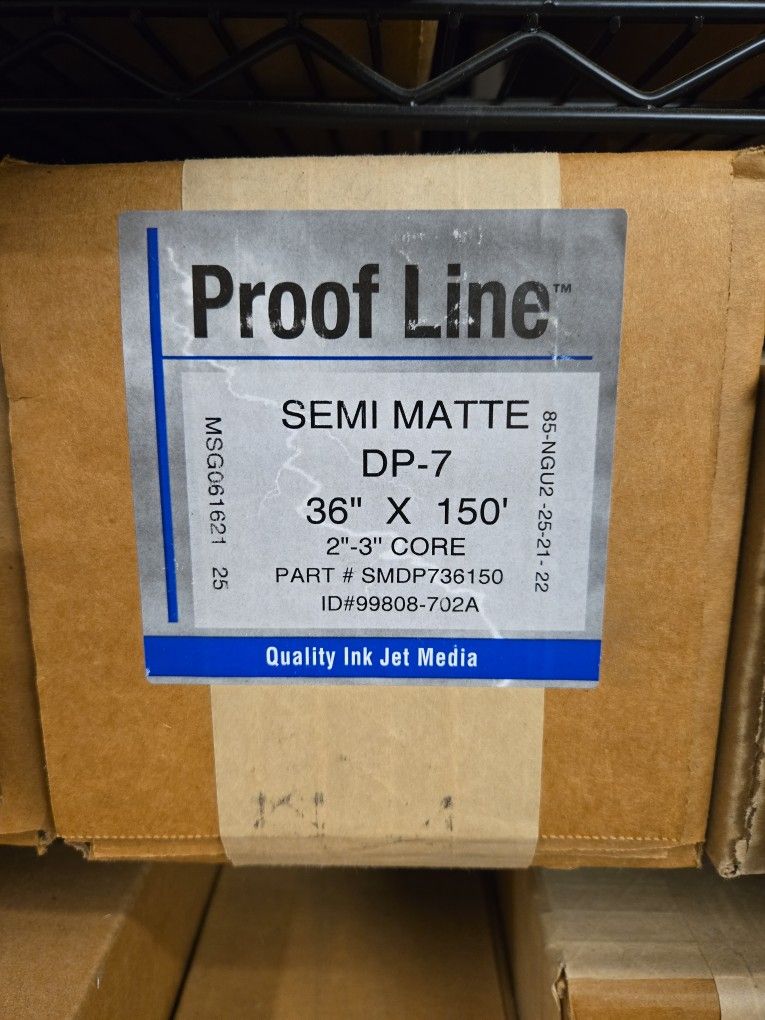 Proof Line™
SEMI MATTE
DP-7
36" X 150'
2"-3" CORE
PART # SMDP736150
ID#99808-702A
MSG061621 25
85-NGU2 -25-21- 22
Quality Ink Jet Media